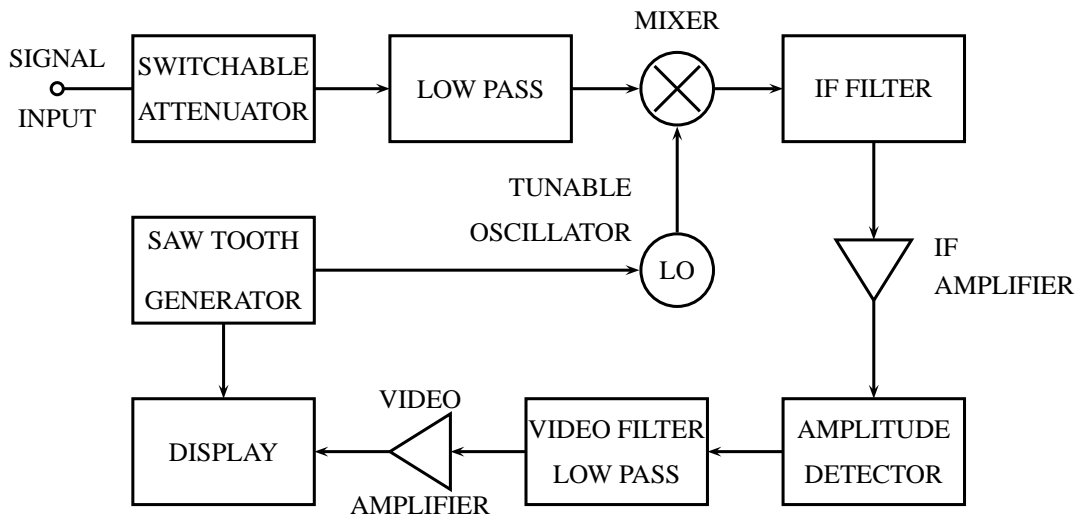 SIGNAL
INPUT
SWITCHABLE
ATTENUATOR
LOW PASS
MIXER
IF FILTER
TUNABLE
OSCILLATOR
LO
SAW TOOTH
GENERATOR
IF
AMPLIFIER
DISPLAY
VIDEO
AMPLIFIER
VIDEO FILTER
LOW PASS
AMPLITUDE
DETECTOR